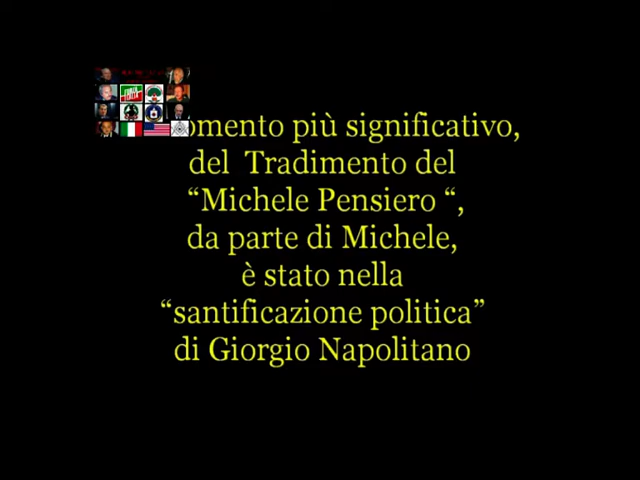 omento più significativo,
del Tradimento del
“Michele Pensiero “,
da parte di Michele,
è stato nella
“santificazione politica”
di Giorgio Napolitano